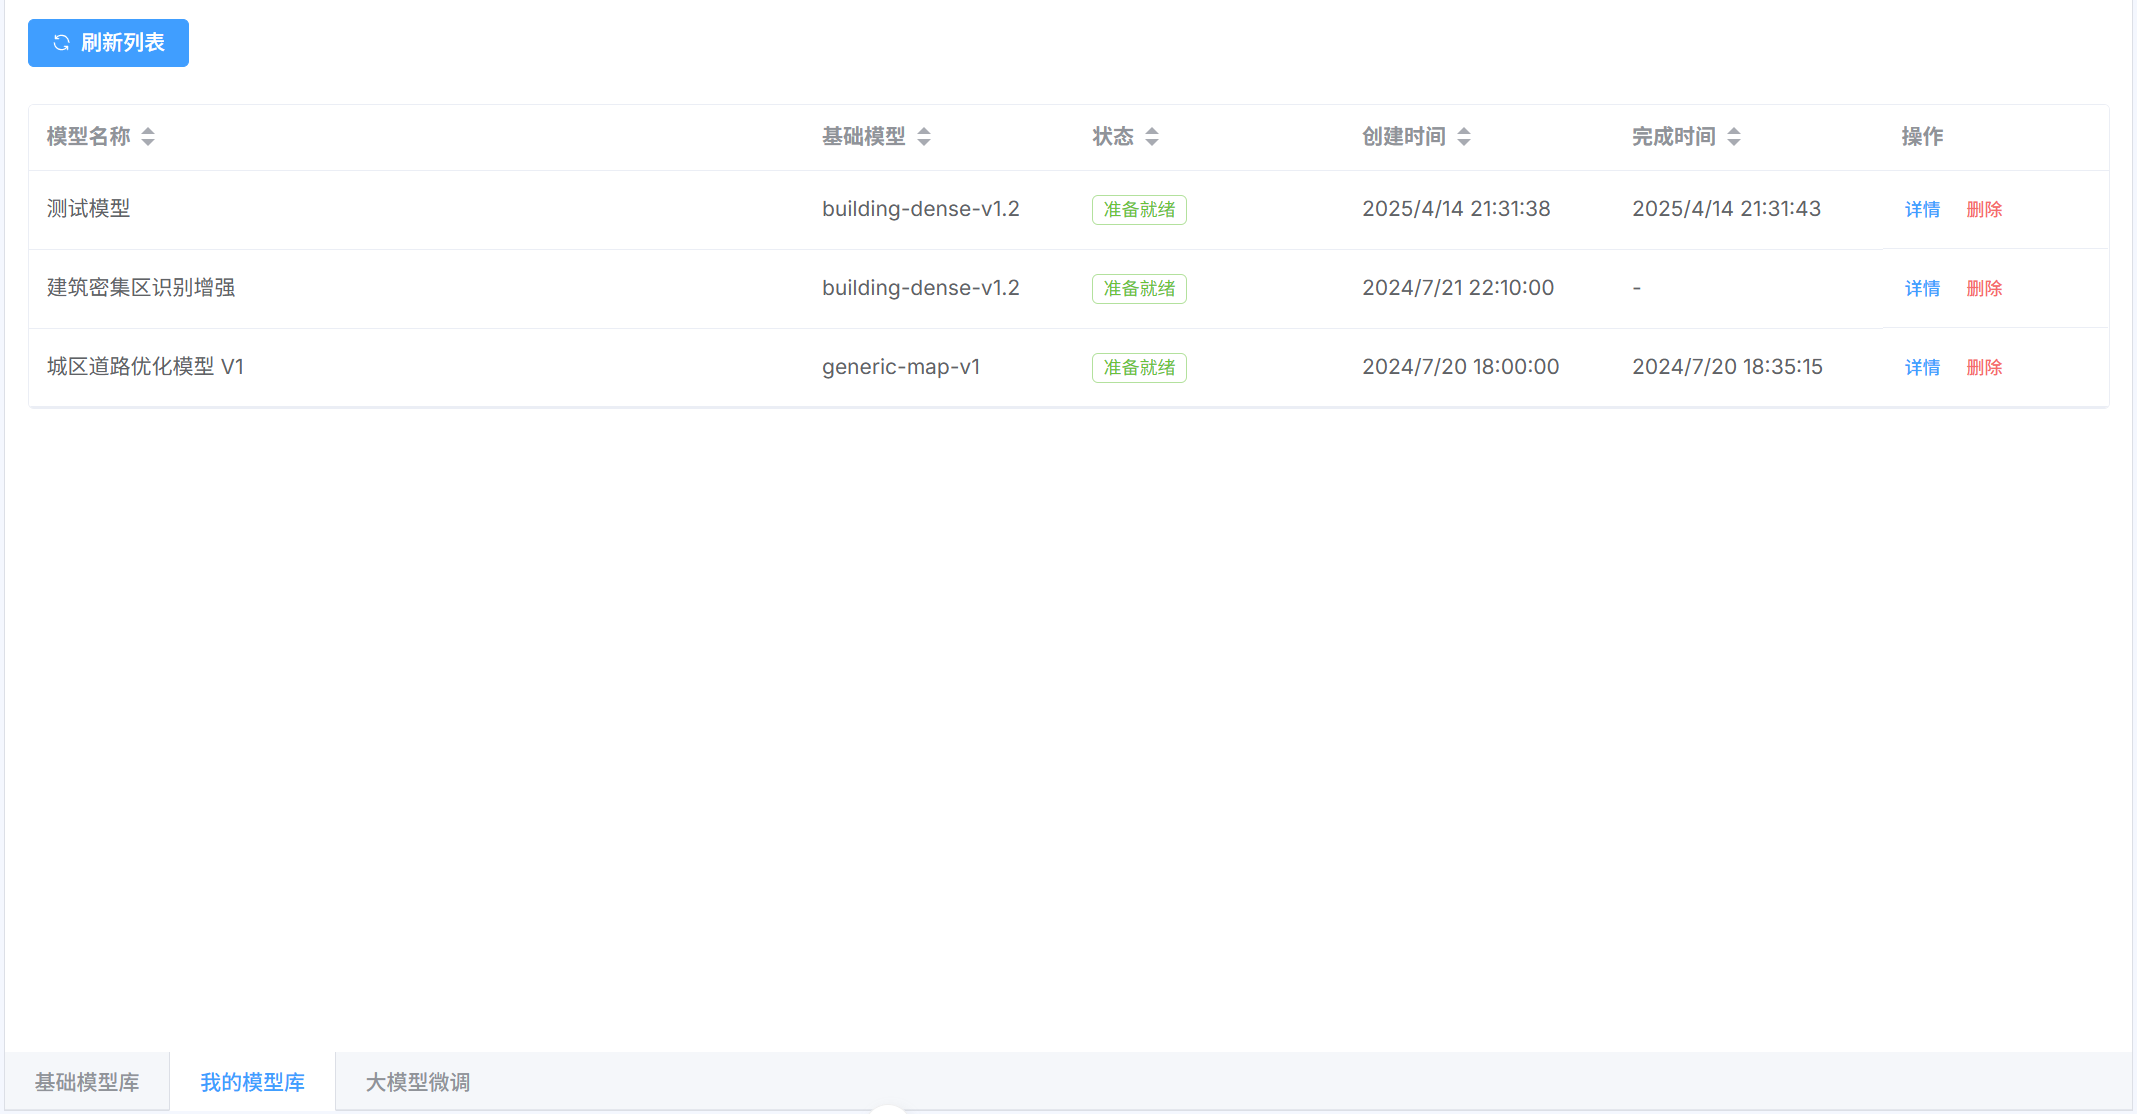 刷新列表
模型名称 基础模型 状态 创建时间 完成时间 操作
测试模型 building-dense-v1.2 准备就绪 2025/4/14 21:31:38 2025/4/14 21:31:43 详情 删除
建筑密集区识别增强 building-dense-v1.2 准备就绪 2024/7/21 22:10:00 - 详情 删除
城区道路优化模型 V1 generic-map-v1 准备就绪 2024/7/20 18:00:00 2024/7/20 18:35:15 详情 删除
基础模型库 我的模型库 大模型微调